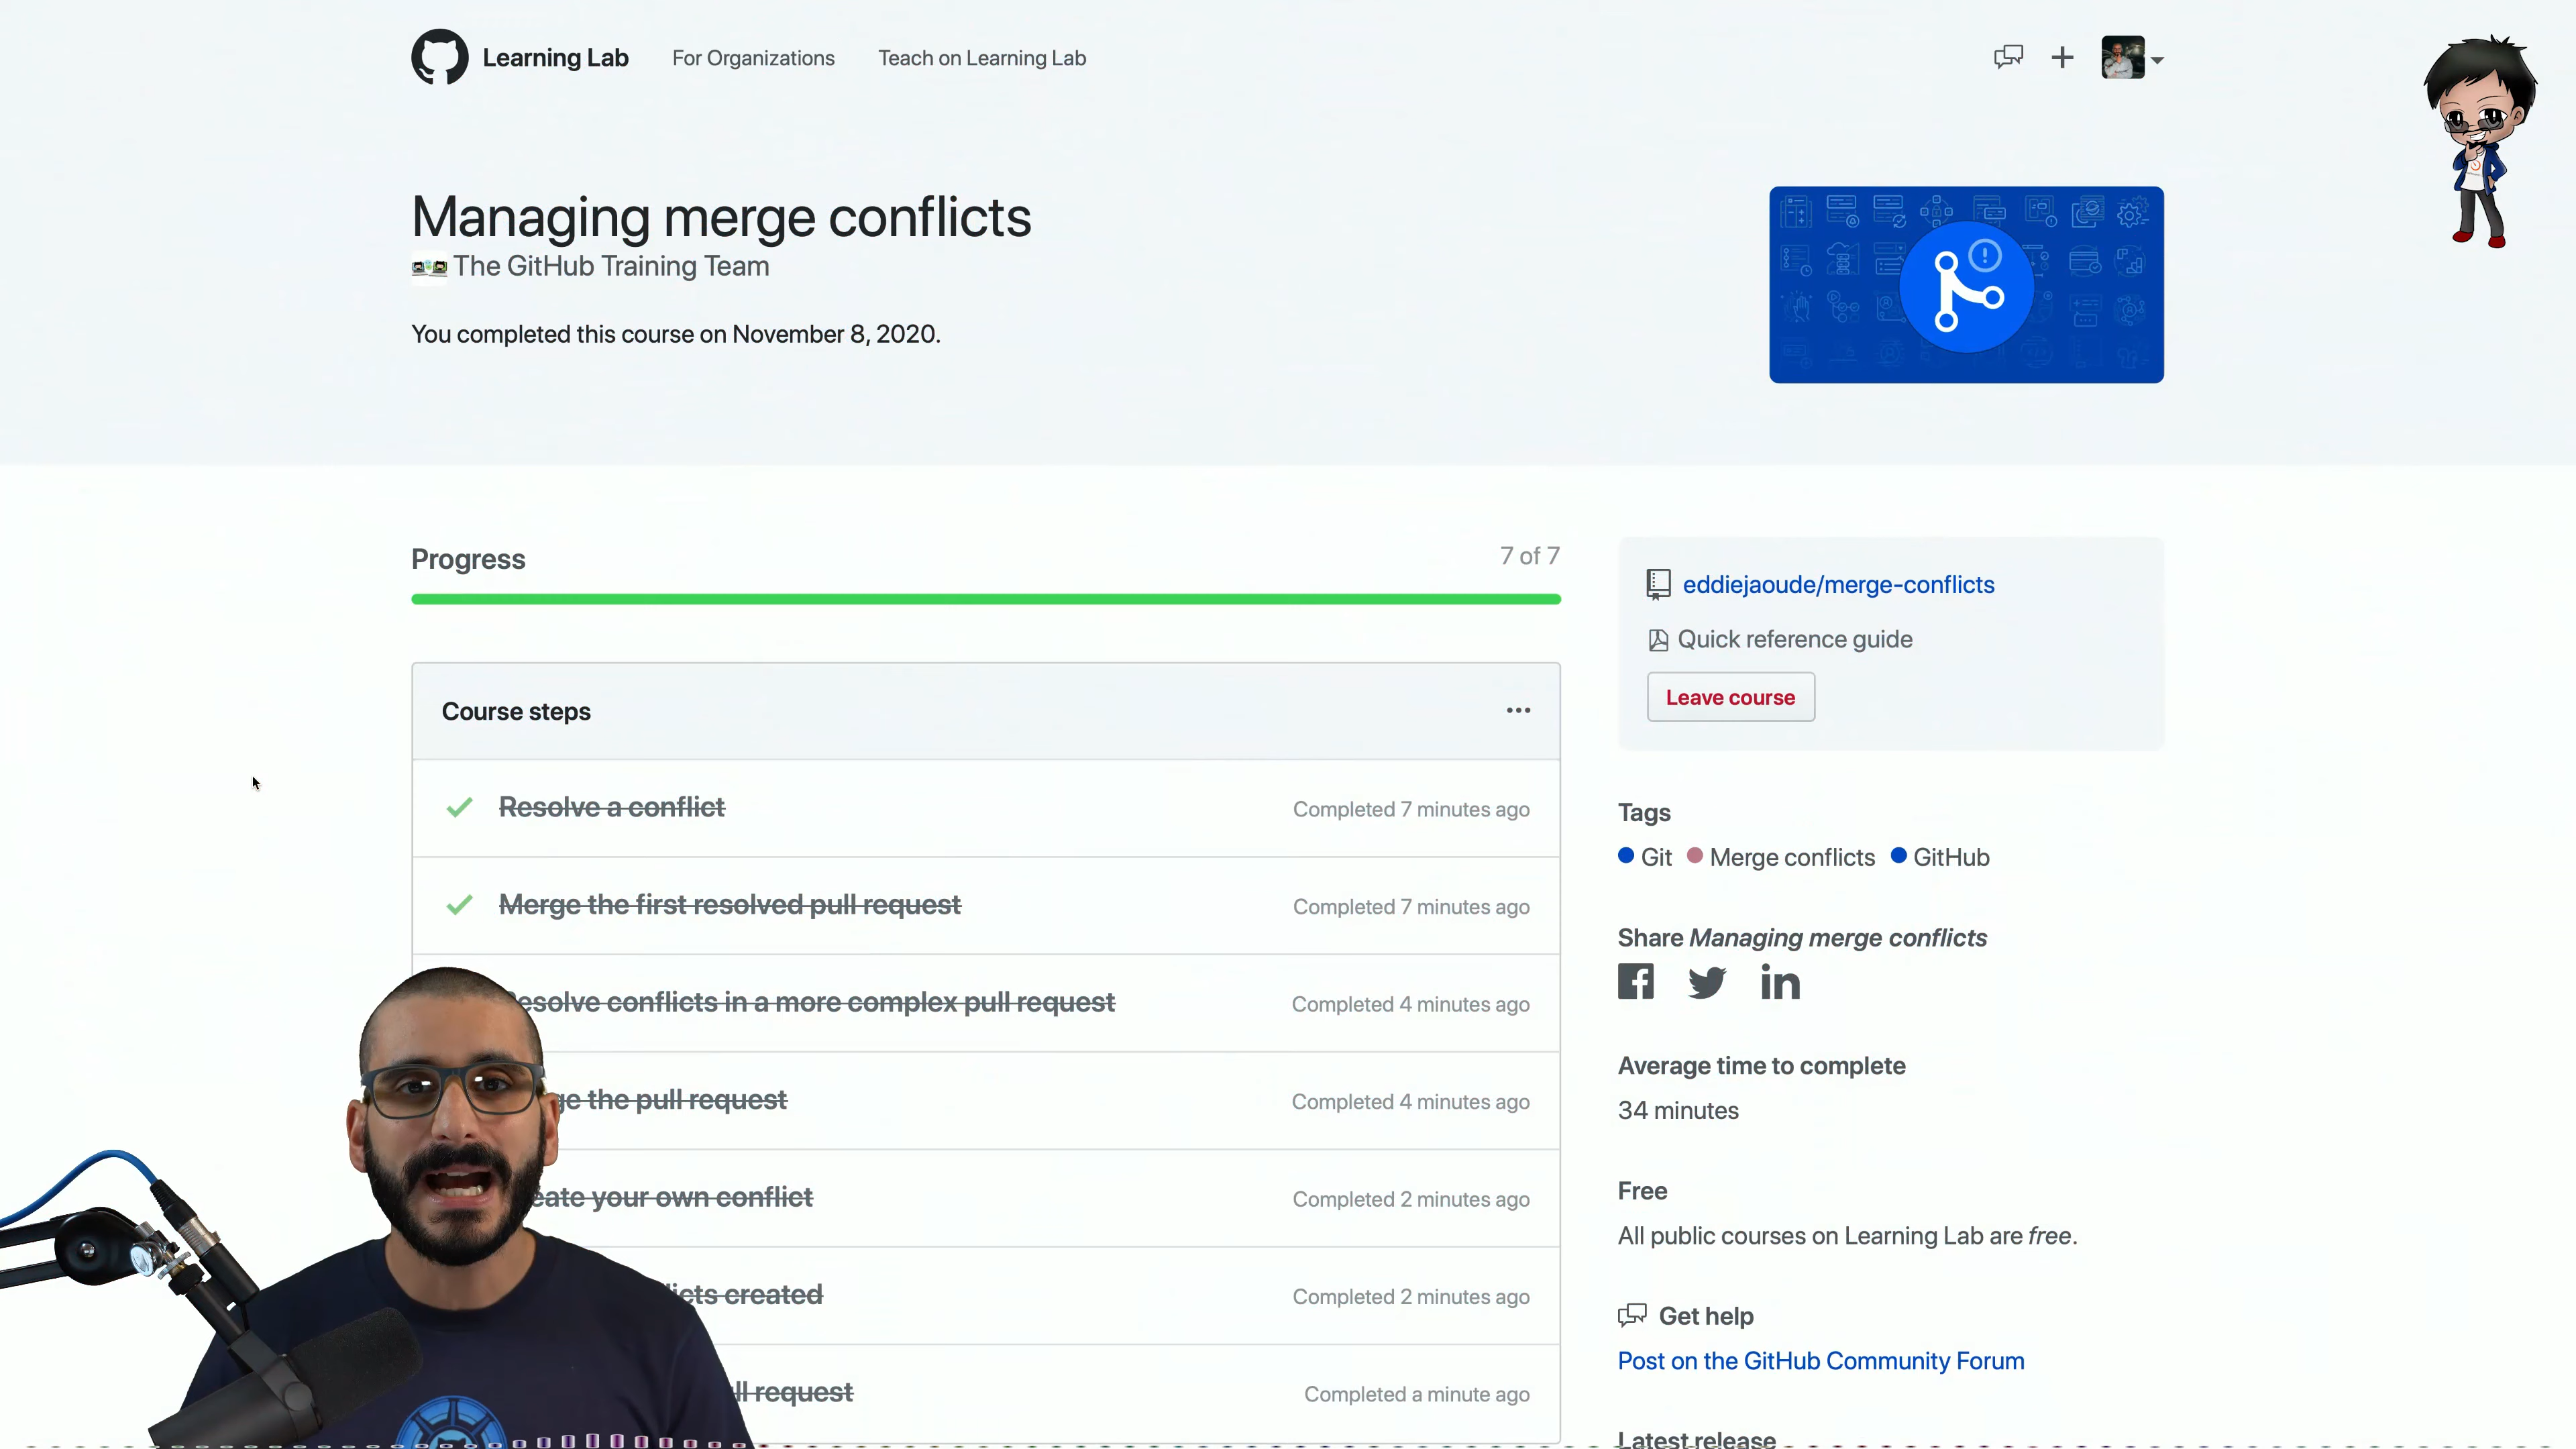 Learning Lab For Organizations Teach on Learning Lab
Managing merge conflicts
The GitHub Training Team
You completed this course on November 8, 2020.
Progress 7 of 7
Course steps
Resolve a conflict Completed 7 minutes ago
Merge the first resolved pull request Completed 7 minutes ago
esolve conflicts in a more complex pull request Completed 4 minutes ago
ge the pull request Completed 4 minutes ago
eate your own conflict Completed 2 minutes ago
icts created Completed 2 minutes ago
ll request Completed a minute ago
eddiejaoude/merge-conflicts
Quick reference guide
Leave course
Tags
Git Merge conflicts GitHub
Share Managing merge conflicts
Average time to complete
34 minutes
Free
All public courses on Learning Lab are free.
Get help
Post on the GitHub Community Forum
Latest release